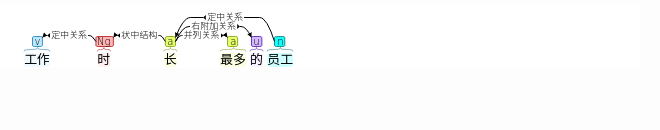 定中关系
右附加关系
定中关系 状中结构 并列关系
v Ng a a u n
工作 时 长 最多 的 员工